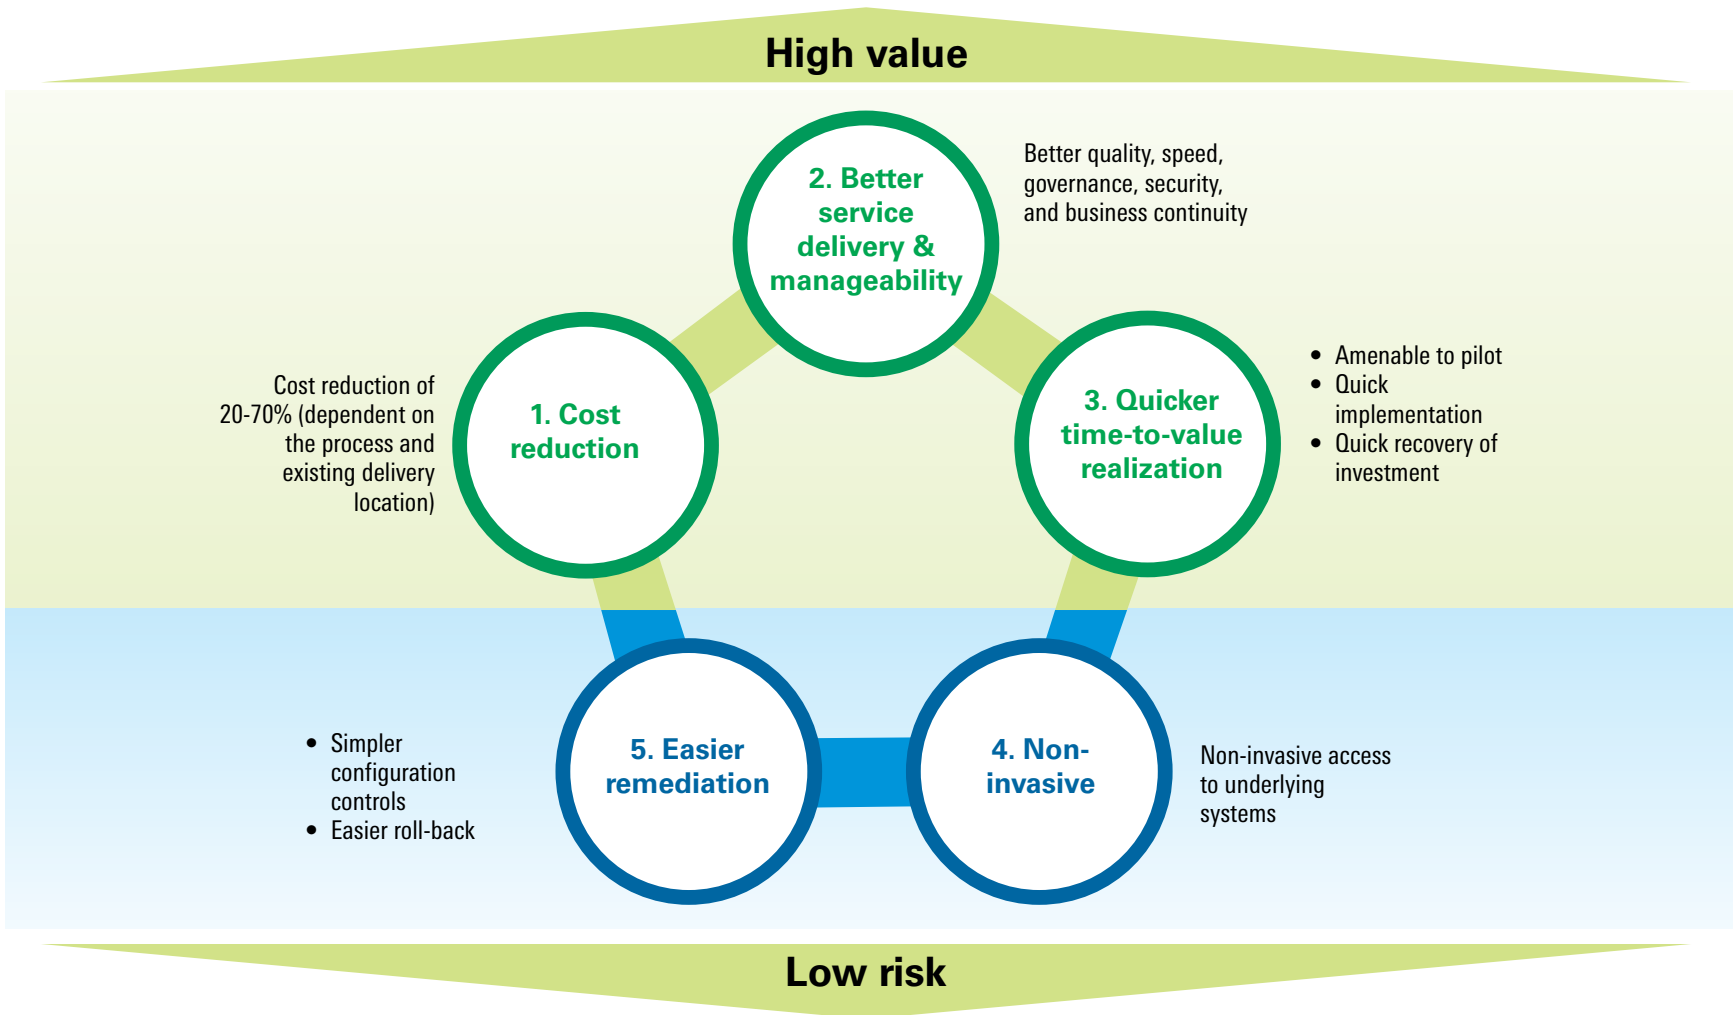 High value
2. Better
service
delivery &
manageability
Better quality, speed,
governance, security,
and business continuity
1. Cost
reduction
Cost reduction of
20-70% (dependent on
the process and
existing delivery
location)
3. Quicker
time-to-value
realization
• Amenable to pilot
• Quick
implementation
• Quick recovery of
investment
5. Easier
remediation
• Simpler
configuration
controls
• Easier roll-back
4. Non-
invasive
Non-invasive access
to underlying
systems
Low risk